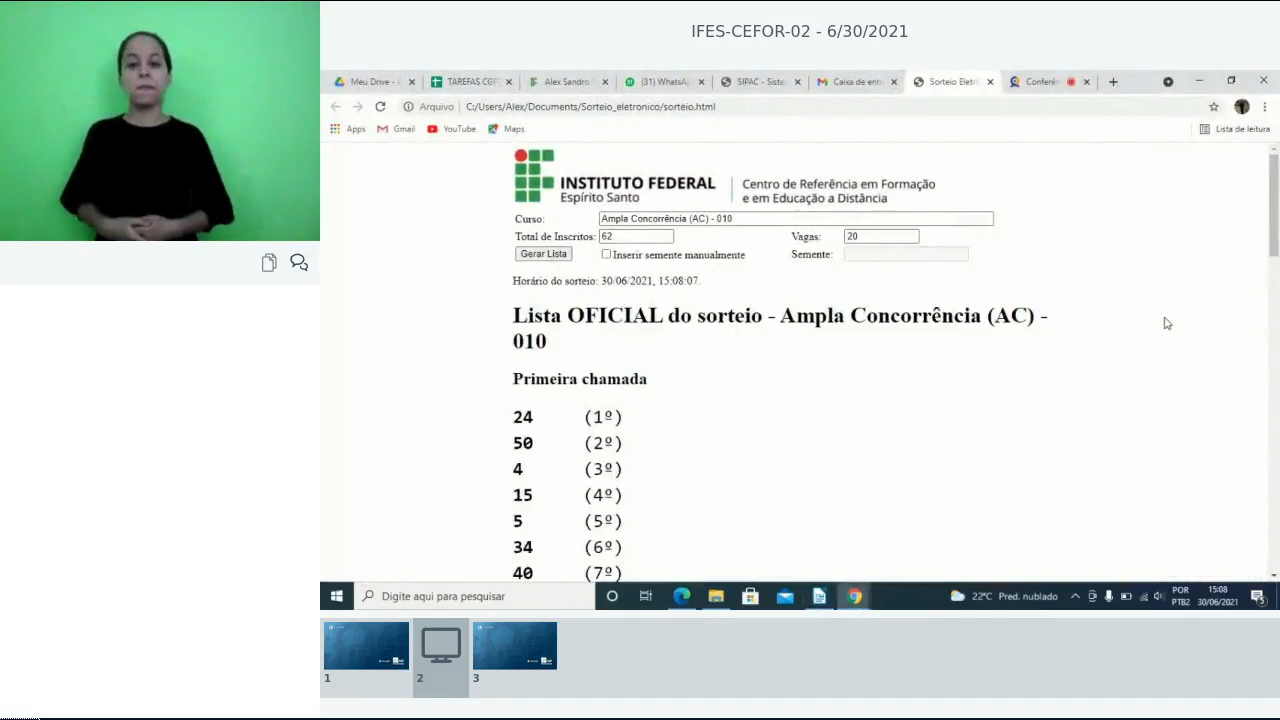 IFES-CEFOR-02 - 6/30/2021
Meu Drive - G
TAREFAS CGP
Alex Sandro
(31) WhatsA
SIPAC - Siste
Caixa de entr
Sorteio Eletr
Conferên
Arquivo | C:/Users/Alex/Documents/Sorteio_eletronico/sorteio.html
Apps Gmail YouTube Maps
Lista de leitura
INSTITUTO FEDERAL
Espírito Santo
Centro de Referência em Formação
e em Educação a Distância
Curso: Ampla Concorrência (AC) - 010
Total de Inscritos: 62 Vagas: 20
Gerar Lista Inserir semente manualmente Semente:
Horário do sorteio: 30/06/2021, 15:08:07
Lista OFICIAL do sorteio - Ampla Concorrência (AC) -
010
Primeira chamada
24 (1º)
50 (2º)
4 (3º)
15 (4º)
5 (5º)
34 (6º)
40 (7º)
Digite aqui para pesquisar
22ºC Pred. nublado
POR
PTB2
15:08
30/06/2021
5
1
2
3